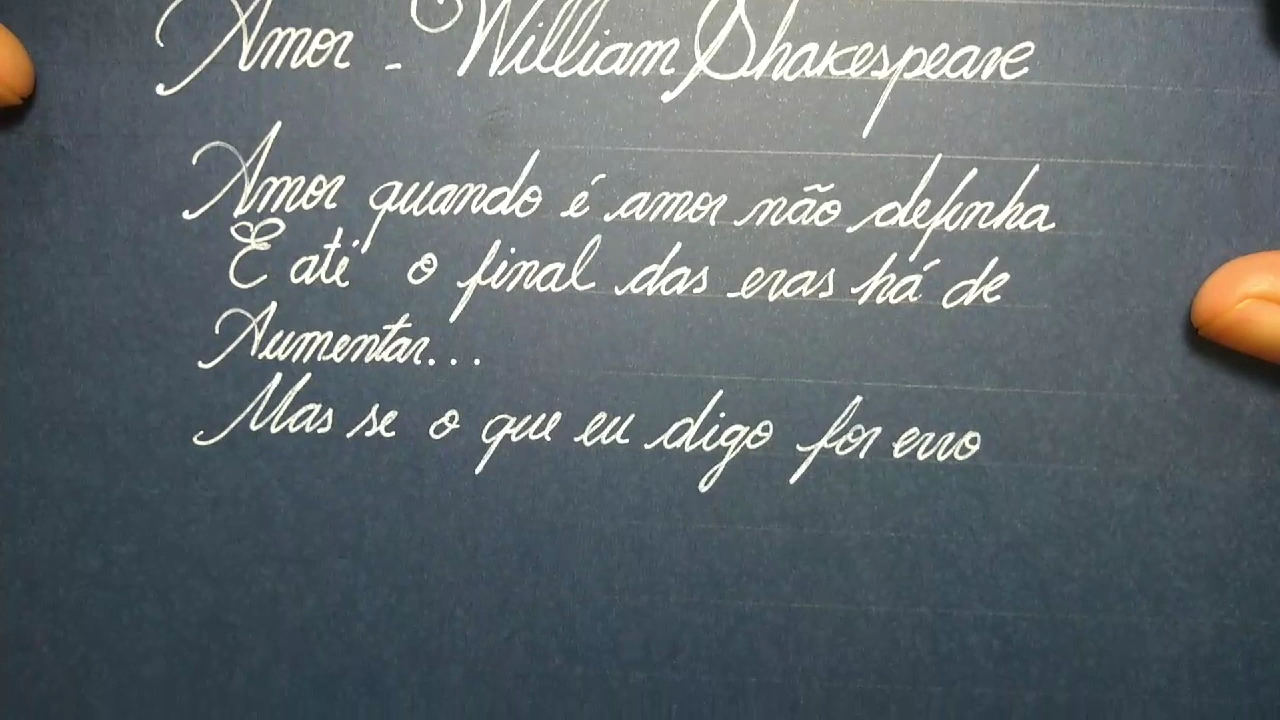 Amor - William Shakespeare
Amor quando é amor não definha
E até o final das eras há de
Aumentar...
Mas se o que eu digo for erro